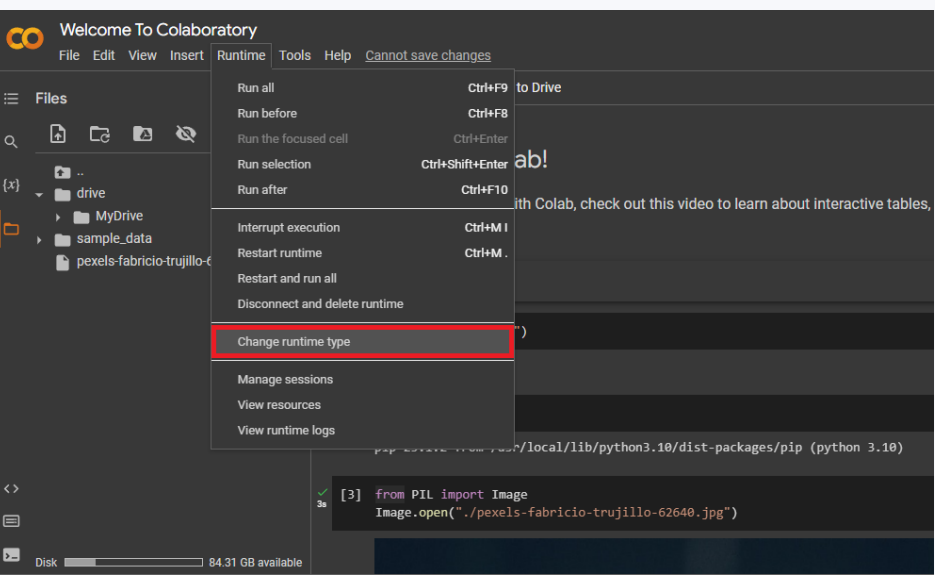 Welcome To Colaboratory
File Edit View Insert Runtime Tools Help Cannot save changes
Files
..
drive
MyDrive
sample_data
pexels-fabricio-trujillo-6
{x}
Run all Ctrl+F9
Run before Ctrl+F8
Run the focused cell Ctrl+Enter
Run selection Ctrl+Shift+Enter
Run after Ctrl+F10
Interrupt execution Ctrl+M I
Restart runtime Ctrl+M .
Restart and run all
Disconnect and delete runtime
Change runtime type
Manage sessions
View resources
View runtime logs
to Drive
ab!
ith Colab, check out this video to learn about interactive tables,
")
/local/lib/python3.10/dist-packages/pip (python 3.10)
3s
[3] from PIL import Image
Image.open("./pexels-fabricio-trujillo-62640.jpg")
Disk 84.31 GB available